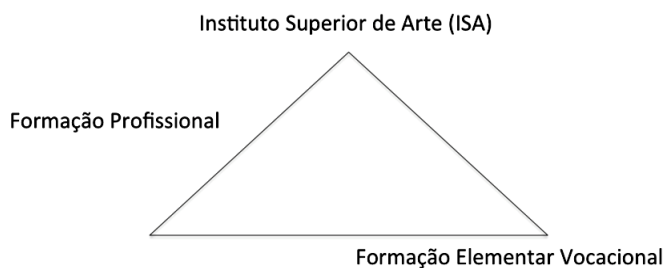 Instituto Superior de Arte (ISA)
Formação Profissional
Formação Elementar Vocacional